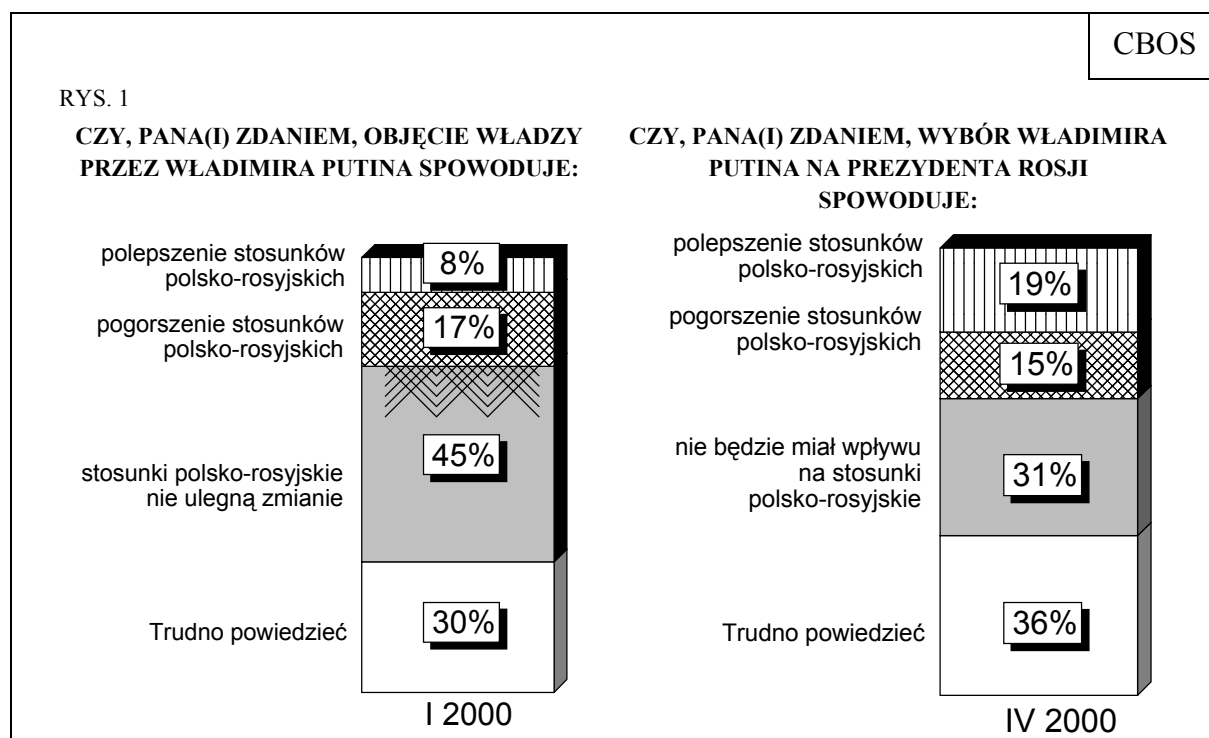 CBOS
RYS. 1
CZY, PANA(I) ZDANIEM, OBJĘCIE WŁADZY
PRZEZ WŁADIMIRA PUTINA SPOWODUJE:
polepszenie stosunków
polsko-rosyjskich
8%
pogorszenie stosunków
polsko-rosyjskich
17%
stosunki polsko-rosyjskie
nie ulegną zmianie
45%
Trudno powiedzieć
30%
I 2000
CZY, PANA(I) ZDANIEM, WYBÓR WŁADIMIRA
PUTINA NA PREZYDENTA ROSJI
SPOWODUJE:
polepszenie stosunków
polsko-rosyjskich
19%
pogorszenie stosunków
polsko-rosyjskich
15%
nie będzie miał wpływu
na stosunki
polsko-rosyjskie
31%
Trudno powiedzieć
36%
IV 2000